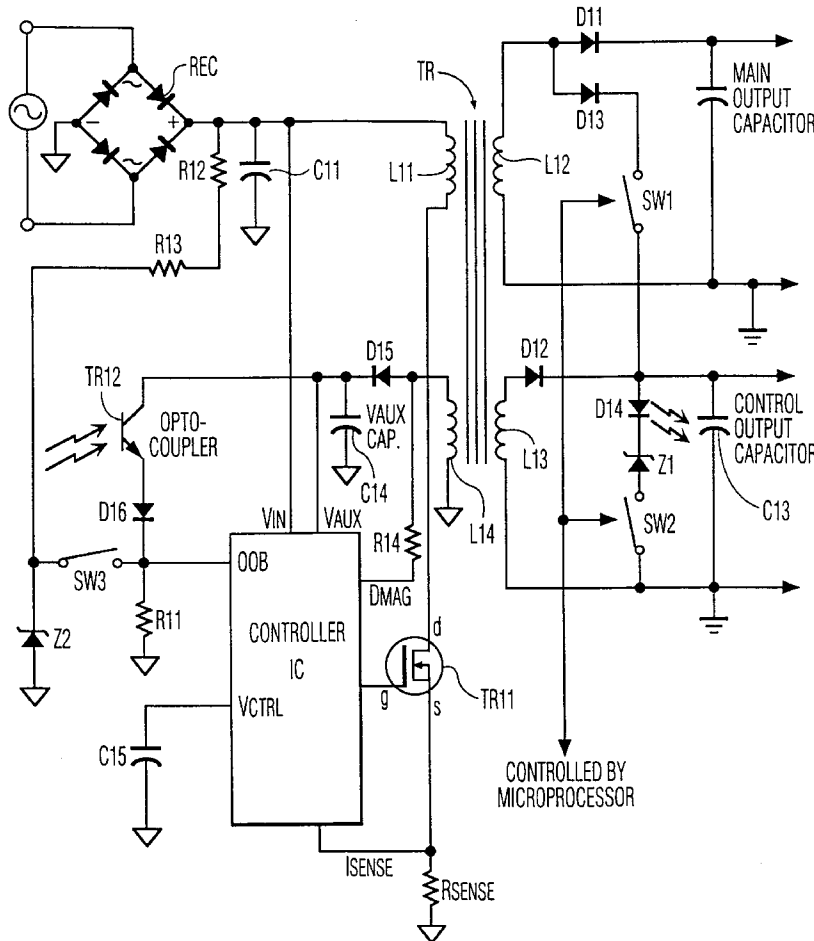 REC
TR
D11
D13
MAIN
OUTPUT
CAPACITOR
R12
C11
L11
L12
SW1
R13
D12
D15
TR12
OPTO-
COUPLER
VAUX
CAP.
C14
L14
L13
D14
Z1
CONTROL
OUTPUT
CAPACITOR
C13
D16
VIN
VAUX
R14
SW2
SW3
OOB
DMAG
R11
Z2
CONTROLLER
IC
d
g
s
TR11
VCTRL
C15
CONTROLLED BY
MICROPROCESSOR
ISENSE
RSENSE